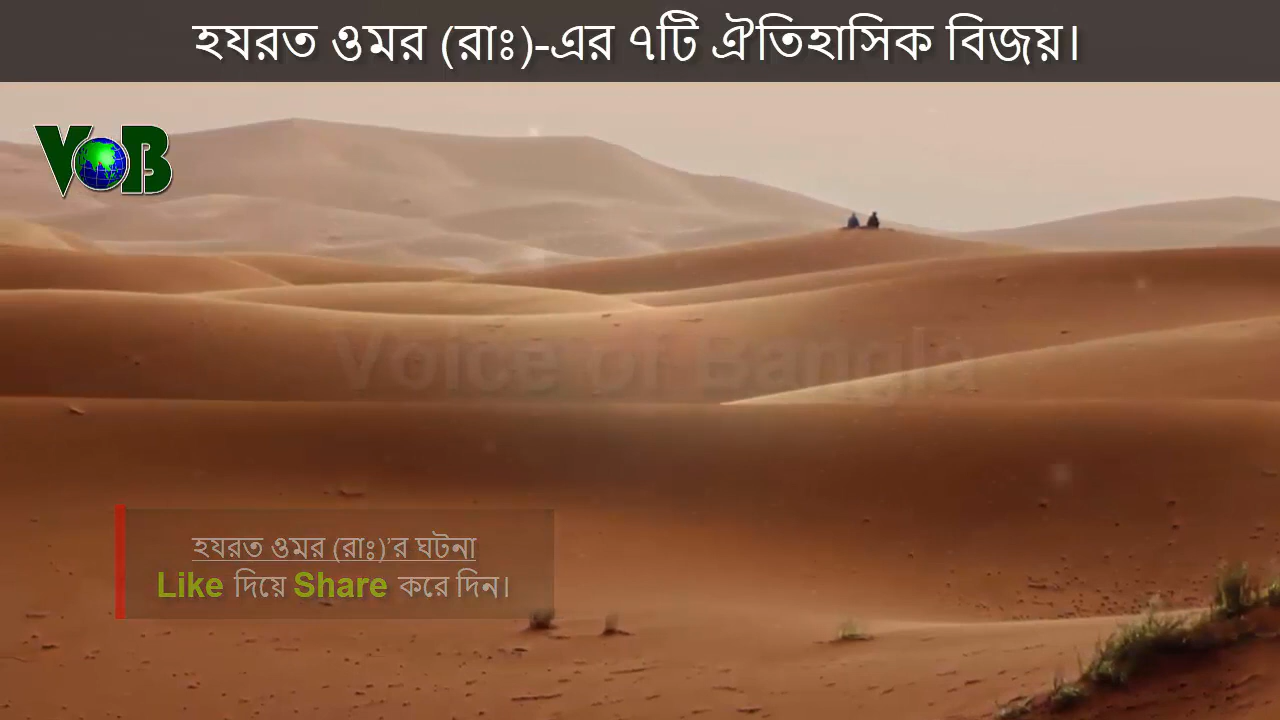 হযরত ওমর (রাঃ)-এর ৭টি ঐতিহাসিক বিজয়।
VOB
Voice of Bangla
হযরত ওমর (রাঃ)'র ঘটনা
Like দিয়ে Share করে দিন।